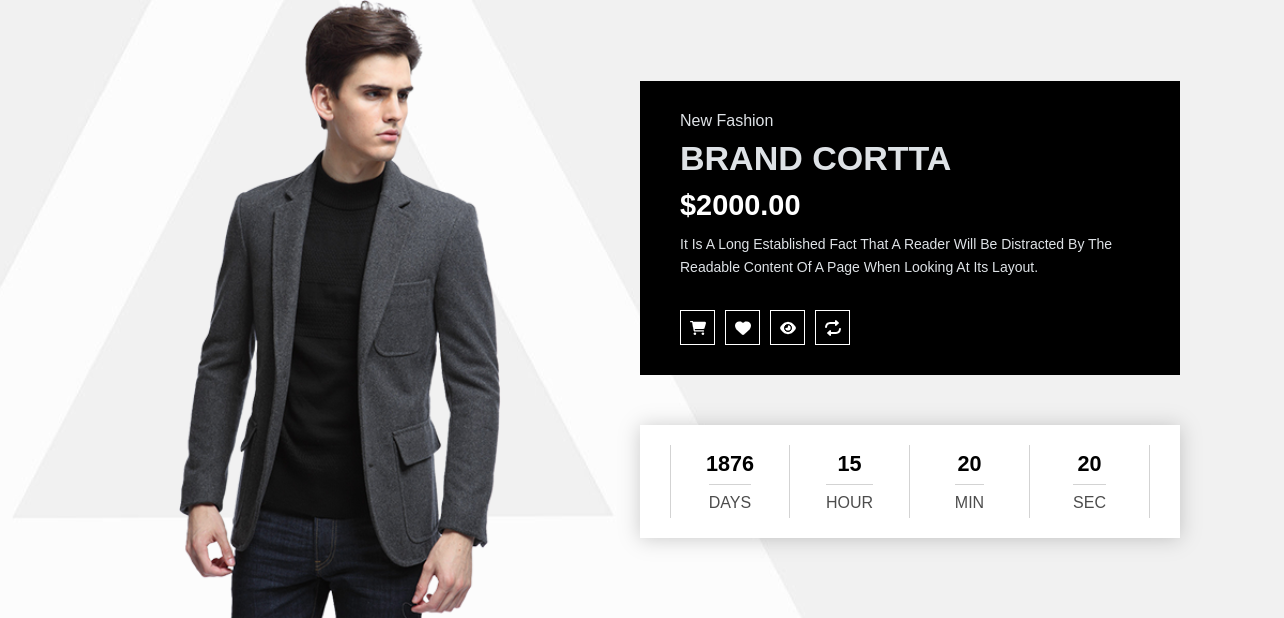 New Fashion
BRAND CORTTA
$2000.00
It Is A Long Established Fact That A Reader Will Be Distracted By The
Readable Content Of A Page When Looking At Its Layout.
1876 15 20 20
DAYS HOUR MIN SEC